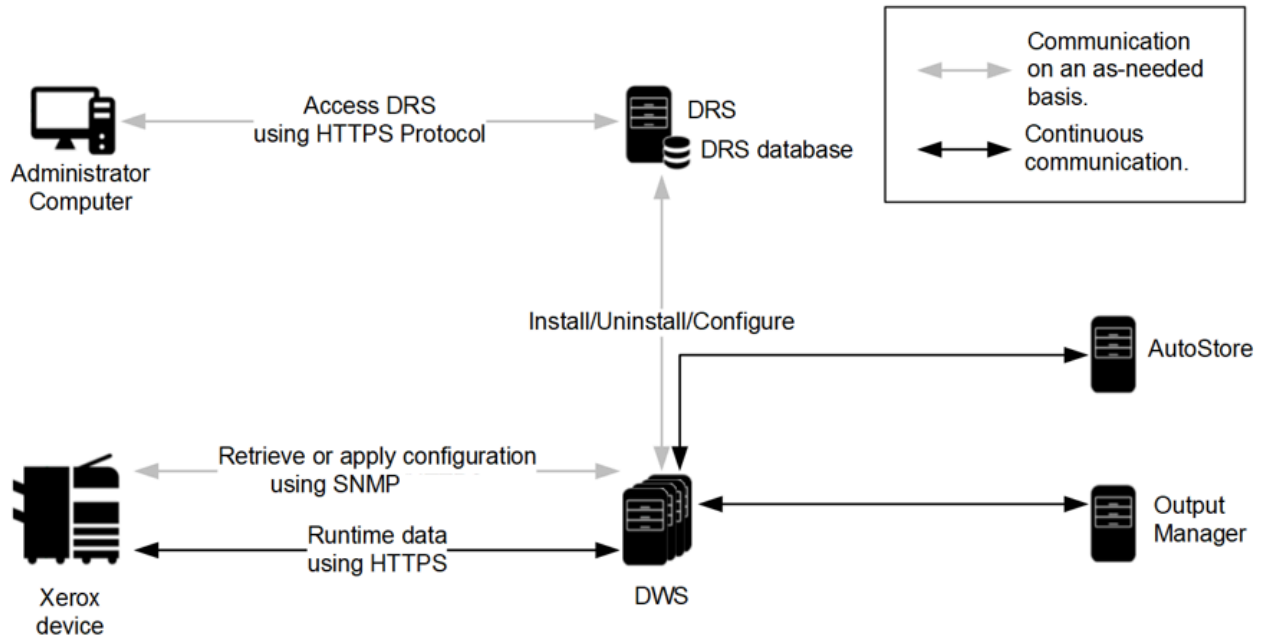 Communication
on an as-needed
basis.
Continuous
communication.
Access DRS
using HTTPS Protocol
DRS
DRS database
Administrator
Computer
Install/Uninstall/Configure
AutoStore
Retrieve or apply configuration
using SNMP
Runtime data
using HTTPS
Output
Manager
Xerox
device
DWS